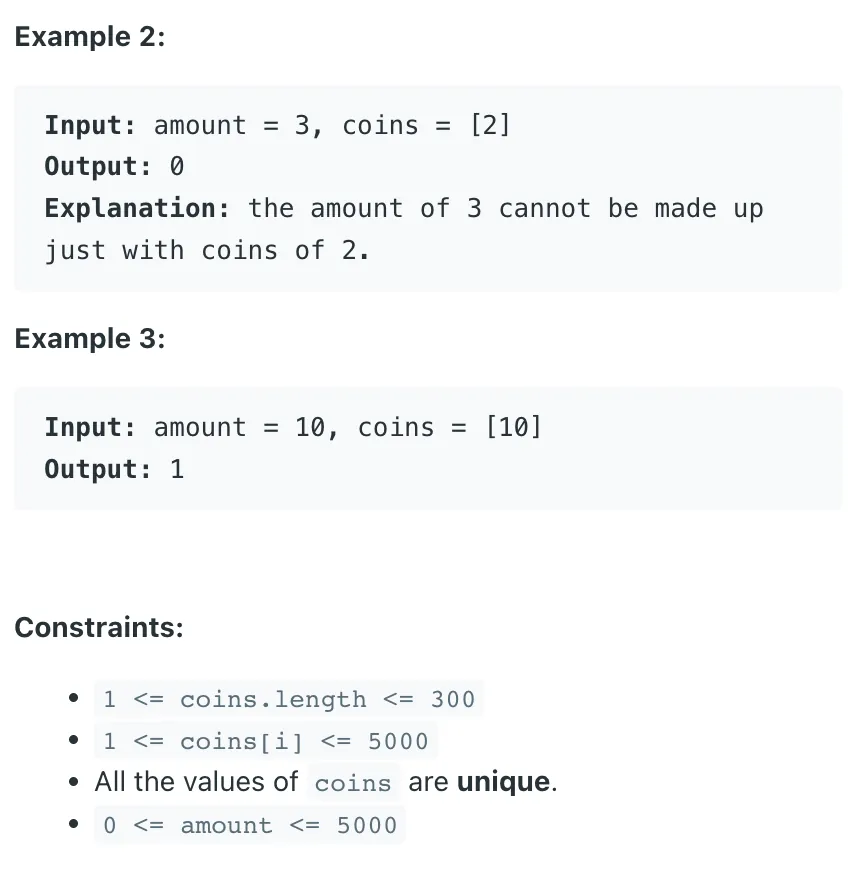 Example 2:
Input: amount = 3, coins = [2]
Output: 0
Explanation: the amount of 3 cannot be made up
just with coins of 2.
Example 3:
Input: amount = 10, coins = [10]
Output: 1
Constraints:
• 1 <= coins.length <= 300
• 1 <= coins[i] <= 5000
• All the values of coins are unique.
• 0 <= amount <= 5000